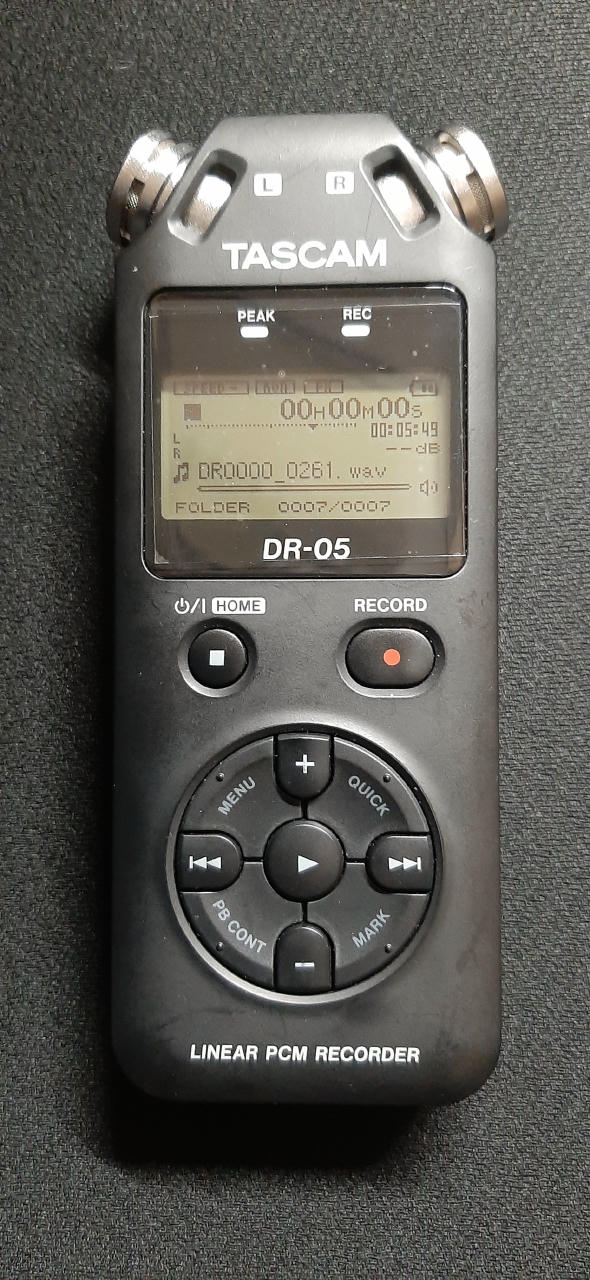 L R
TASCAM
PEAK REC
00H00M00S
L 00:05:49
R --dB
DR0000_0261.wav
FOLDER 0007/0007
DR-05
⏻/I HOME RECORD
+
MENU QUICK
PB CONT MARK
−
LINEAR PCM RECORDER